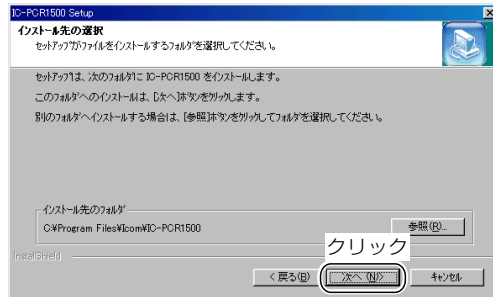 IC-PCR1500 Setup
インストール先の選択
セットアップがファイルをインストールするフォルダを選択してください。
セットアップは、次のフォルダに IC-PCR1500 をインストールします。
このフォルダへのインストールは、[次へ]ボタンをクリックします。
別のフォルダへインストールする場合は、[参照]ボタンをクリックしてフォルダを選択してください。
インストール先のフォルダ
C:¥Program Files¥Icom¥IC-PCR1500
参照(R)...
クリック
InstallShield
< 戻る(B)
次へ (N)>
キャンセル